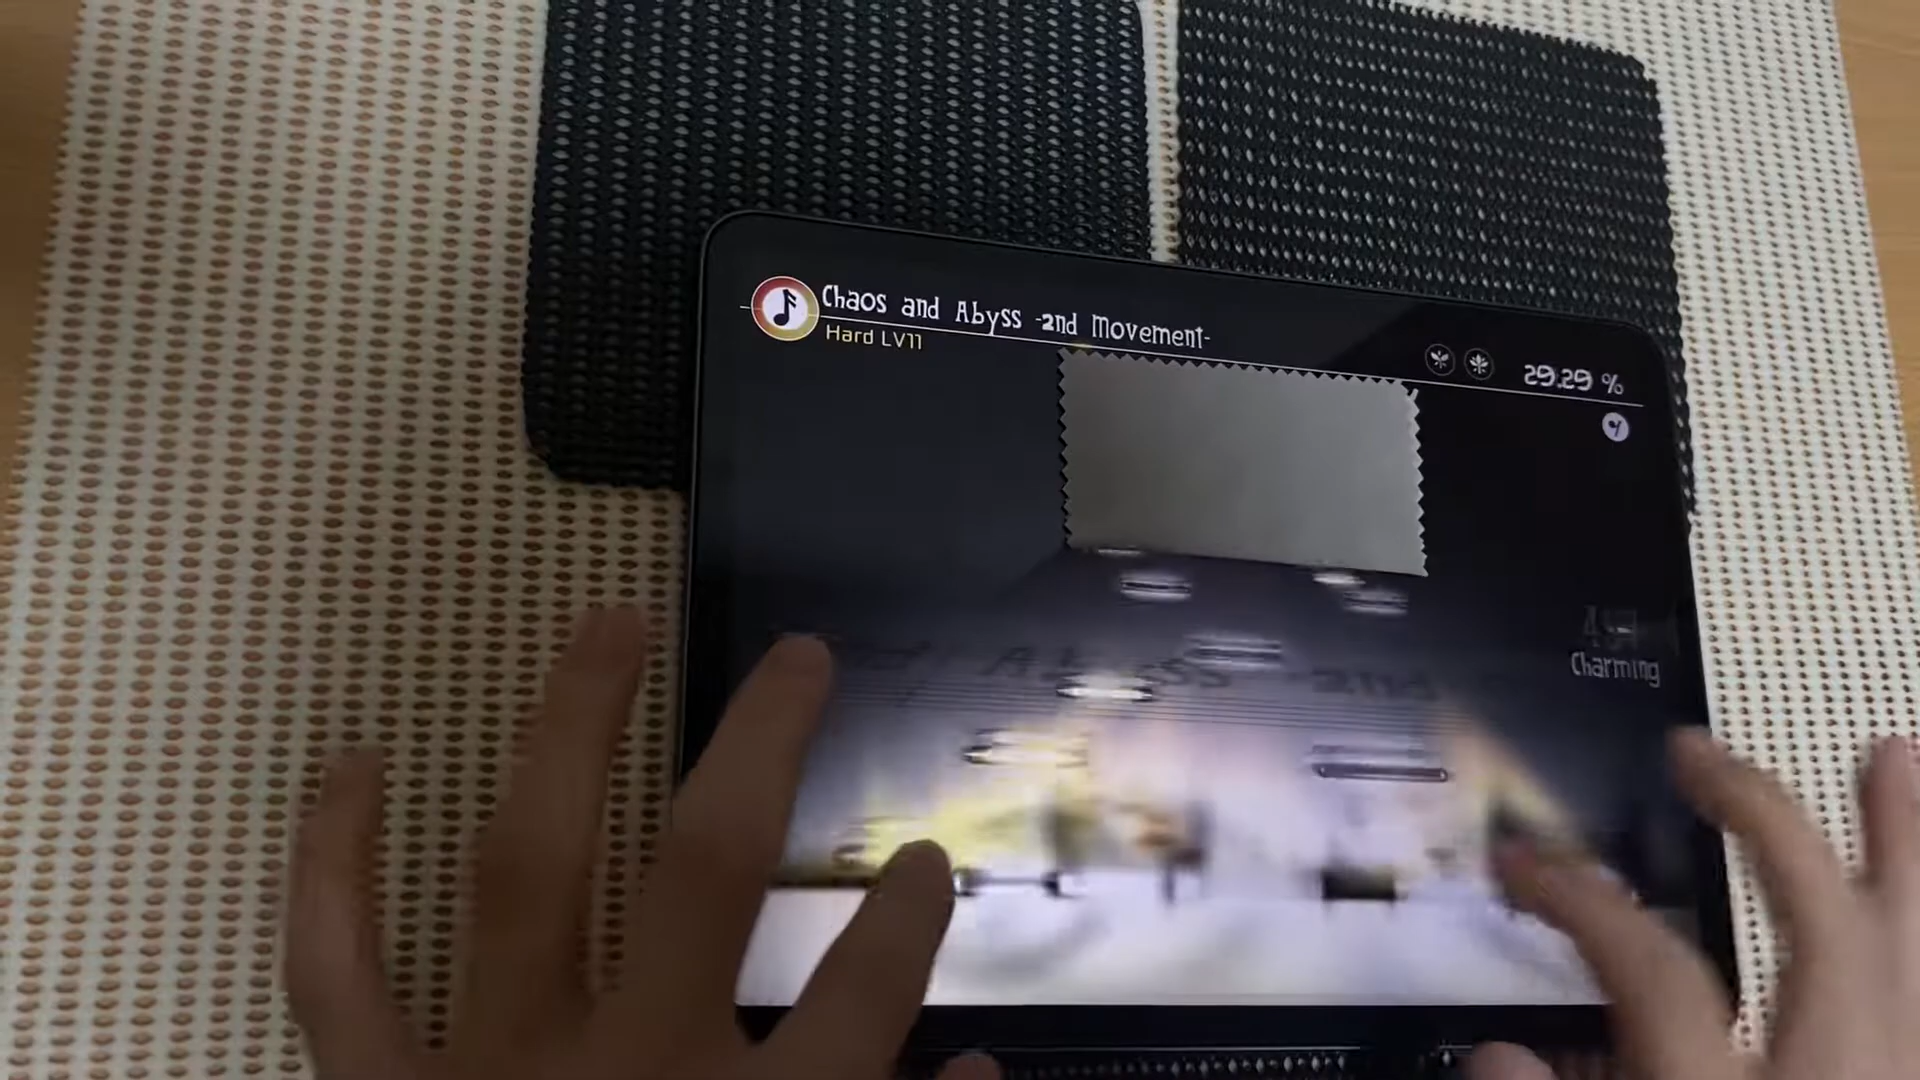 Chaos and Abyss -2nd Movement-
Hard LV11
29.29 %
Charming